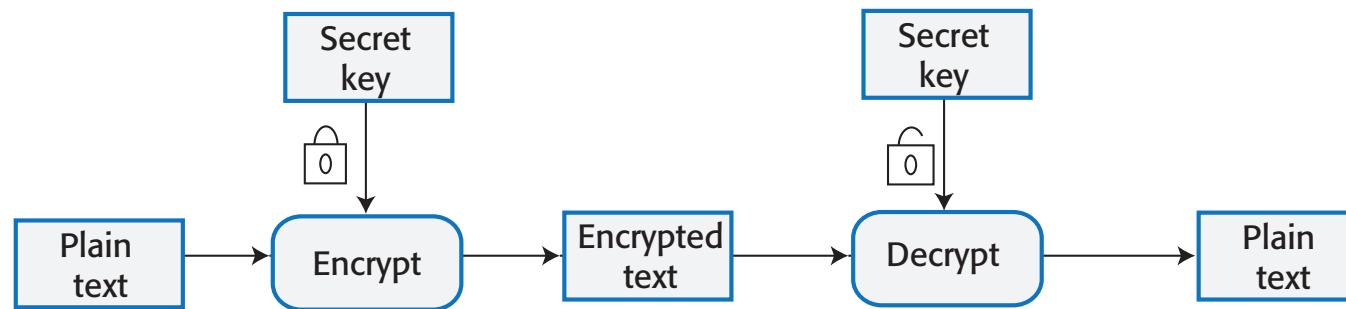 Secret
key
Secret
key
Plain
text
Encrypt
Encrypted
text
Decrypt
Plain
text